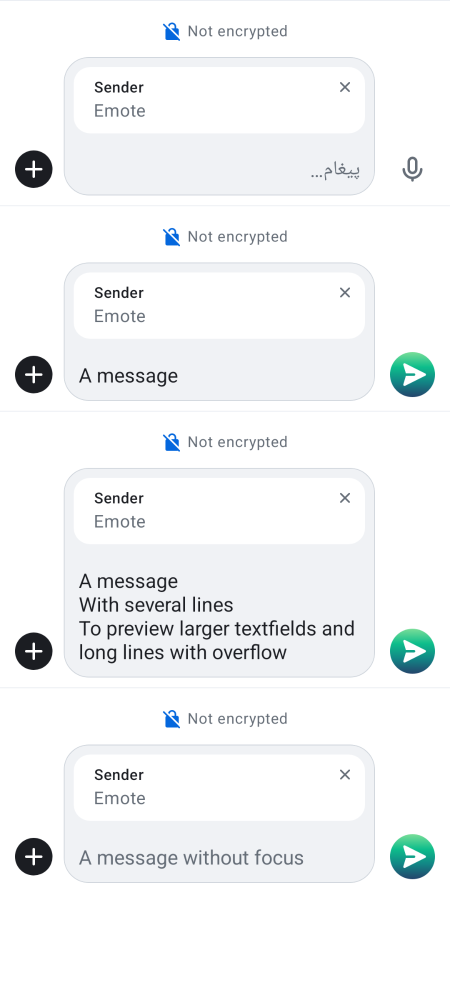 Not encrypted
Sender
Emote
پیغام…
Not encrypted
Sender
Emote
A message
Not encrypted
Sender
Emote
A message
With several lines
To preview larger textfields and
long lines with overflow
Not encrypted
Sender
Emote
A message without focus